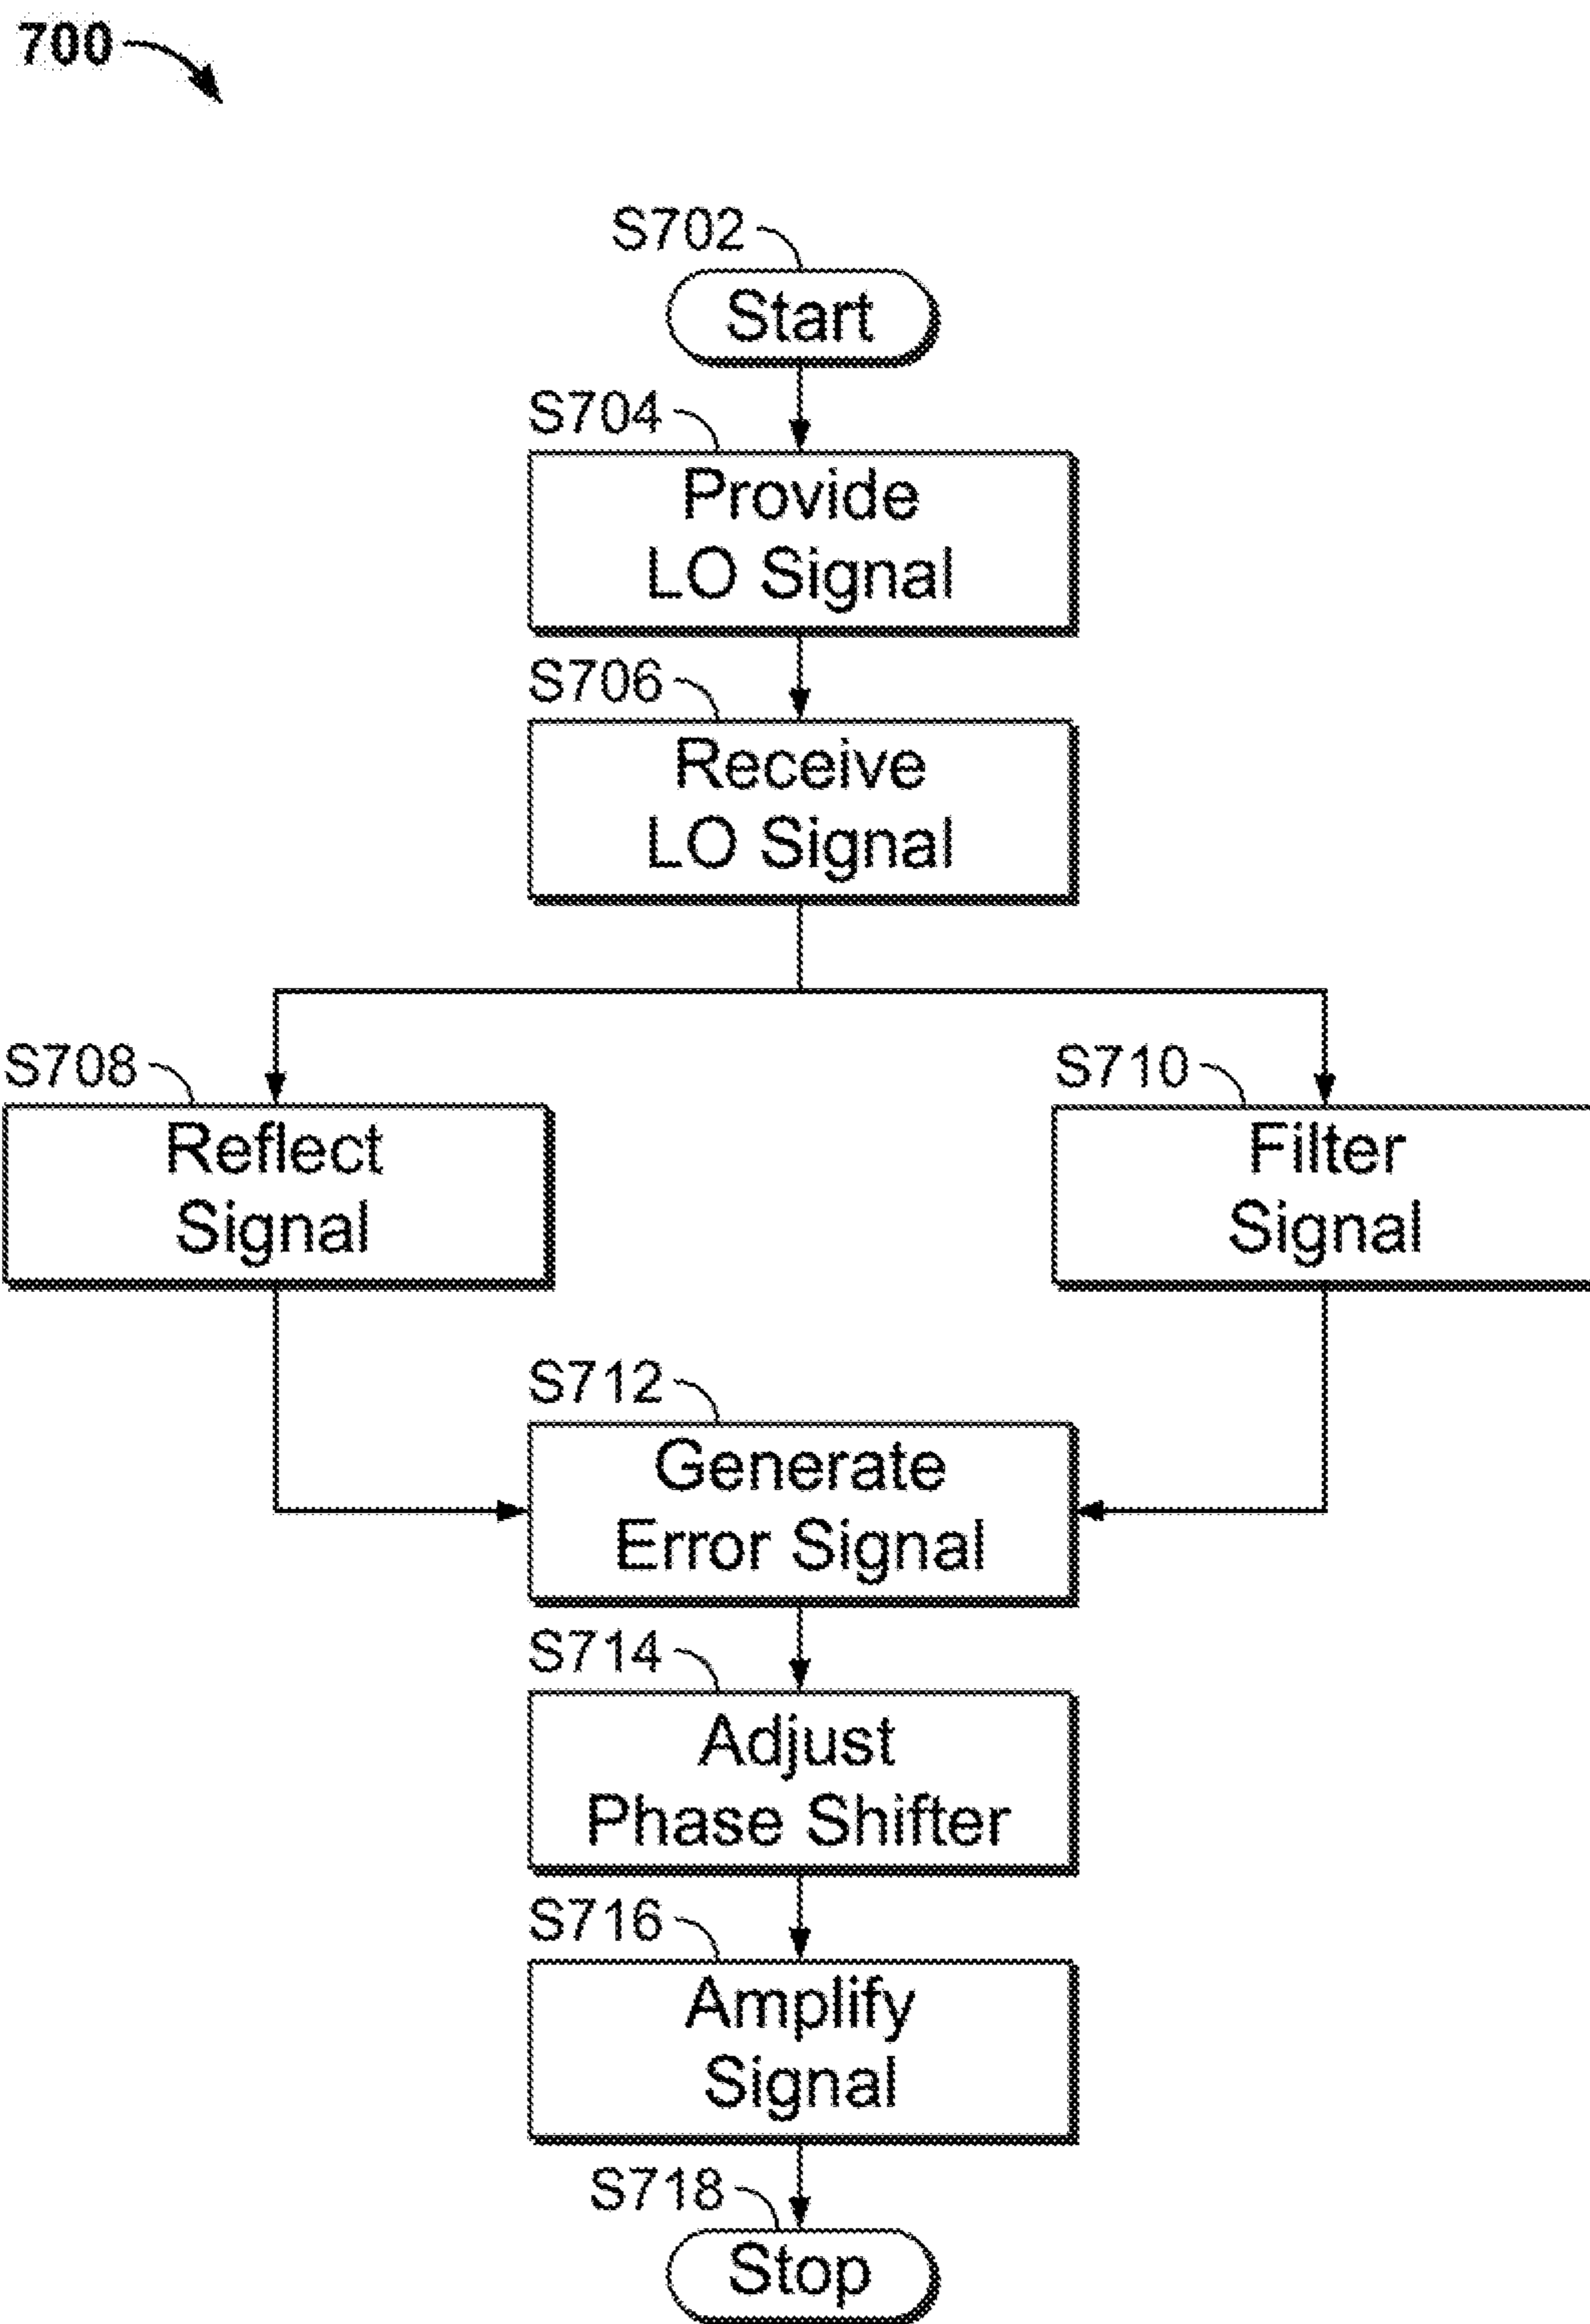 700
S702
Start
S704
Provide
LO Signal
S706
Receive
LO Signal
S708
Reflect
Signal
S710
Filter
Signal
S712
Generate
Error Signal
S714
Adjust
Phase Shifter
S716
Amplify
Signal
S718
Stop